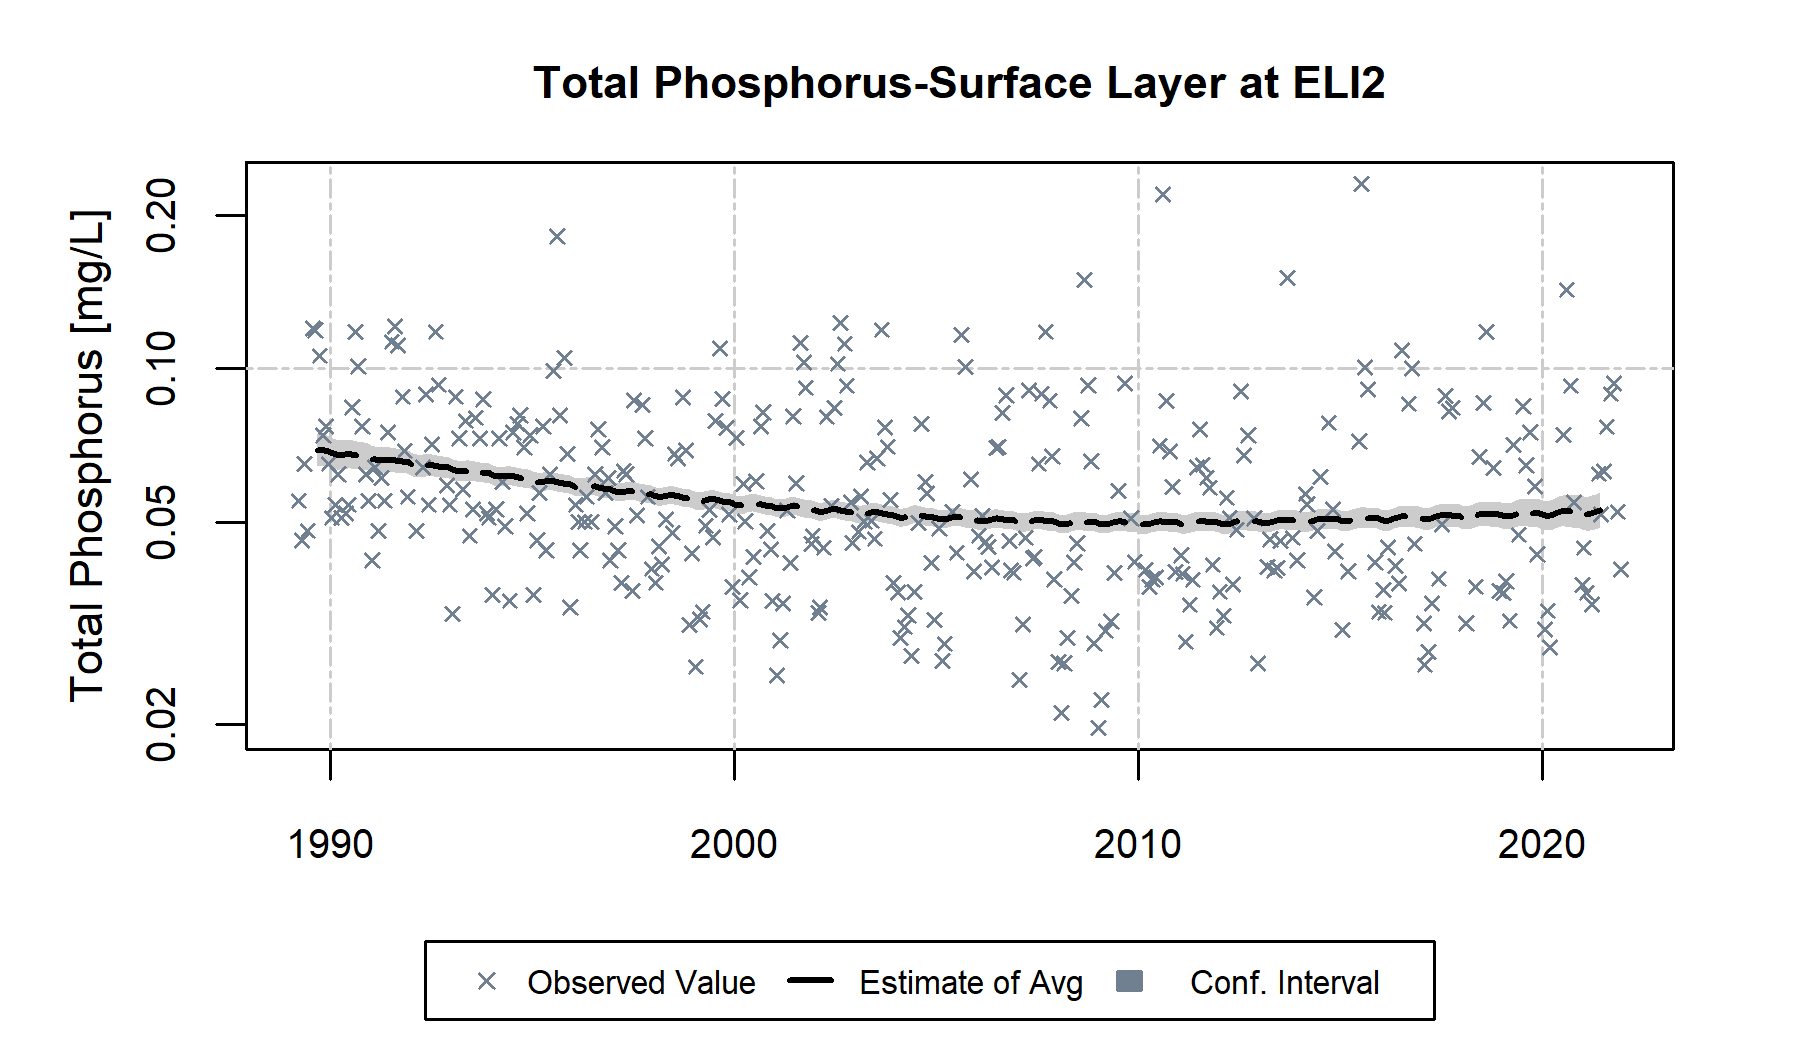 Total Phosphorus-Surface Layer at ELI2
Total Phosphorus [mg/L]
0.20
0.10
0.05
0.02
1990 2000 2010 2020
Observed Value Estimate of Avg Conf. Interval